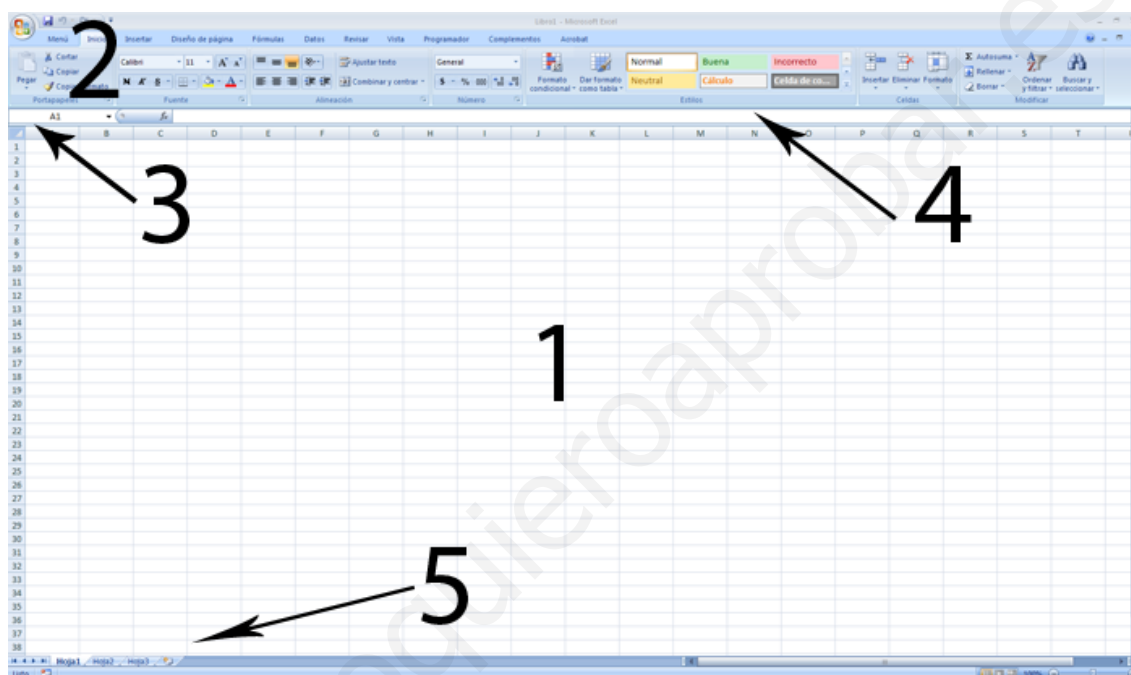 Libro1 - Microsoft Excel
Menú Inicio Insertar Diseño de página Fórmulas Datos Revisar Vista Programador Complementos Acrobat
2
Pegar
Cortar
Copiar
Portapapeles
Calibri 11
N K S
Fuente
Ajustar texto
Combinar y centrar
Alineación
General
$ % 000
Número
Formato condicional
Dar formato como tabla
Normal Buena Incorrecto
Neutral Cálculo Celda de co...
Estilos
Insertar Eliminar Formato
Celdas
Σ Autosuma
Rellenar
Borrar
Ordenar y filtrar
Buscar y seleccionar
Modificar
A1 fx
B C D E F G H I J K L M N O P Q R S T
1
2
3
4
5
6
7
8
9
10
11
12
13
14
15
16
17
18
19
20
21
22
23
24
25
26
27
28
29
30
31
32
33
34
35
36
37
38
3
4
1
5
Hoja1 Hoja2 Hoja3
Listo
100%
quieroaprobar.es